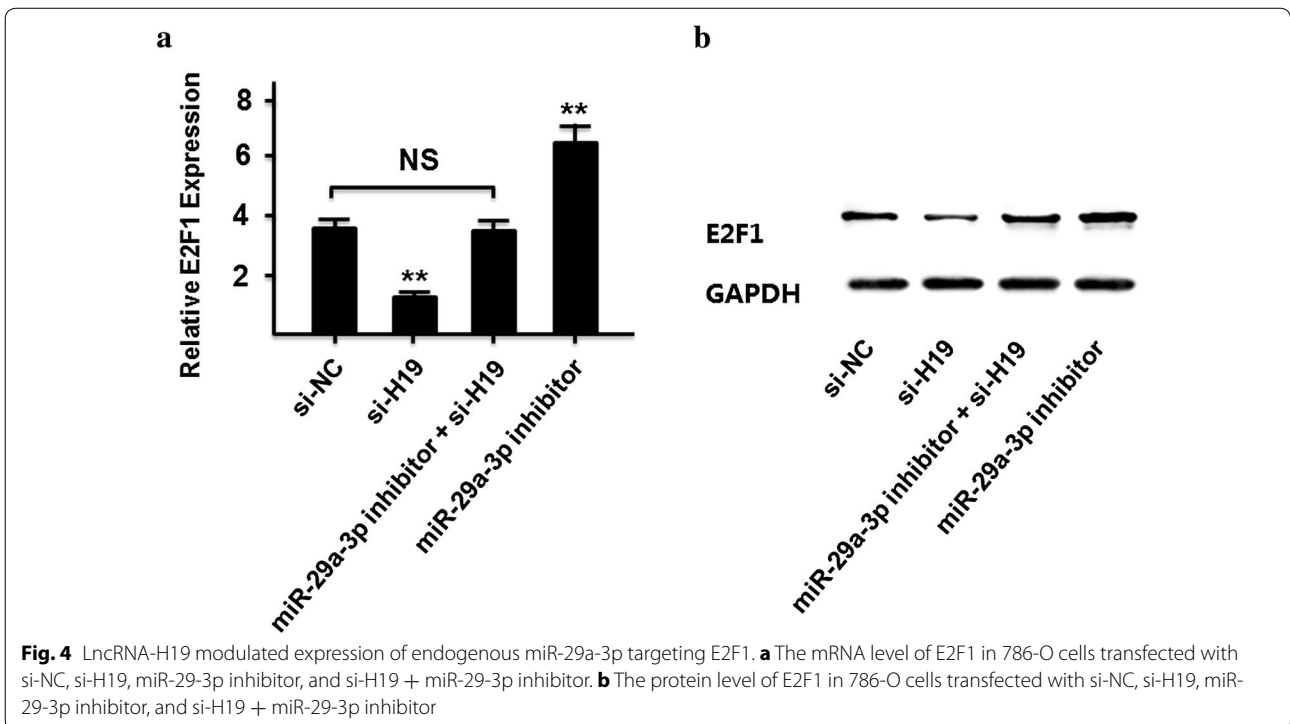 a
b
Relative E2F1 Expression
8
6
4
2
**
NS
**
si-NC
si-H19
miR-29a-3p inhibitor + si-H19
miR-29a-3p inhibitor
E2F1
GAPDH
si-NC
si-H19
miR-29a-3p inhibitor + si-H19
miR-29a-3p inhibitor
Fig. 4 LncRNA-H19 modulated expression of endogenous miR-29a-3p targeting E2F1. a The mRNA level of E2F1 in 786-O cells transfected with
si-NC, si-H19, miR-29-3p inhibitor, and si-H19 + miR-29-3p inhibitor. b The protein level of E2F1 in 786-O cells transfected with si-NC, si-H19, miR-
29-3p inhibitor, and si-H19 + miR-29-3p inhibitor